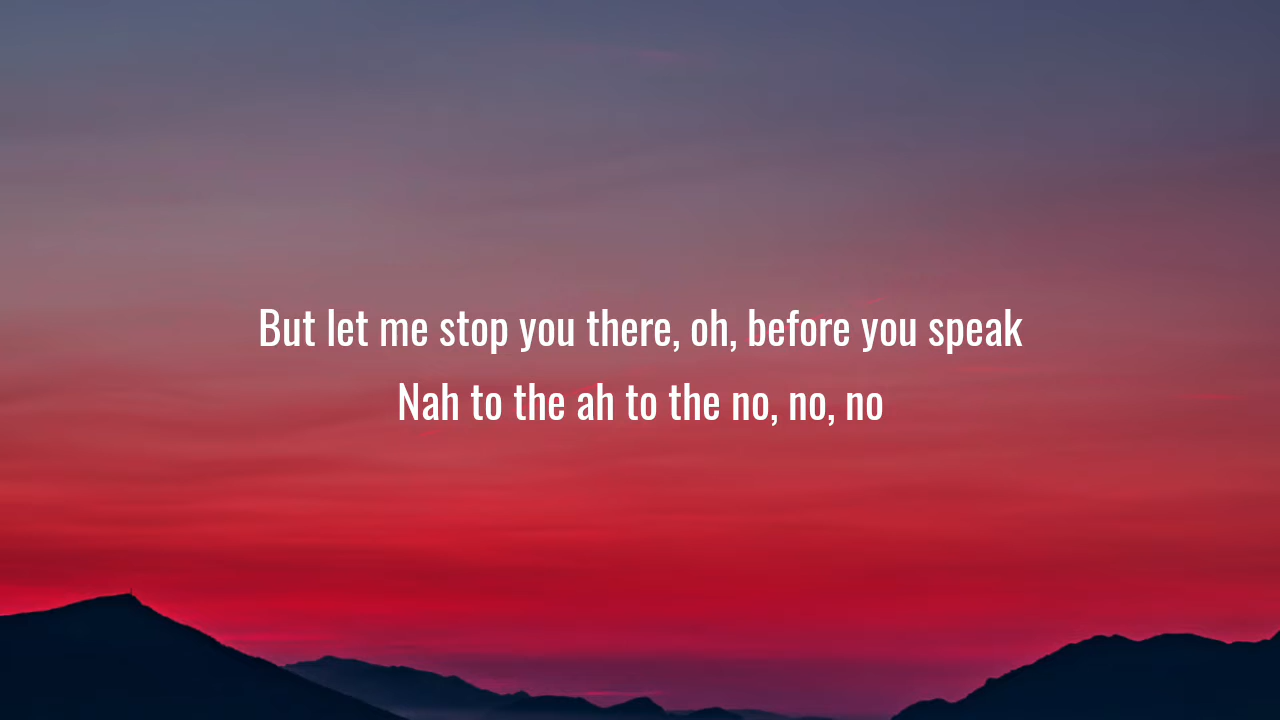 But let me stop you there, oh, before you speak
Nah to the ah to the no, no, no